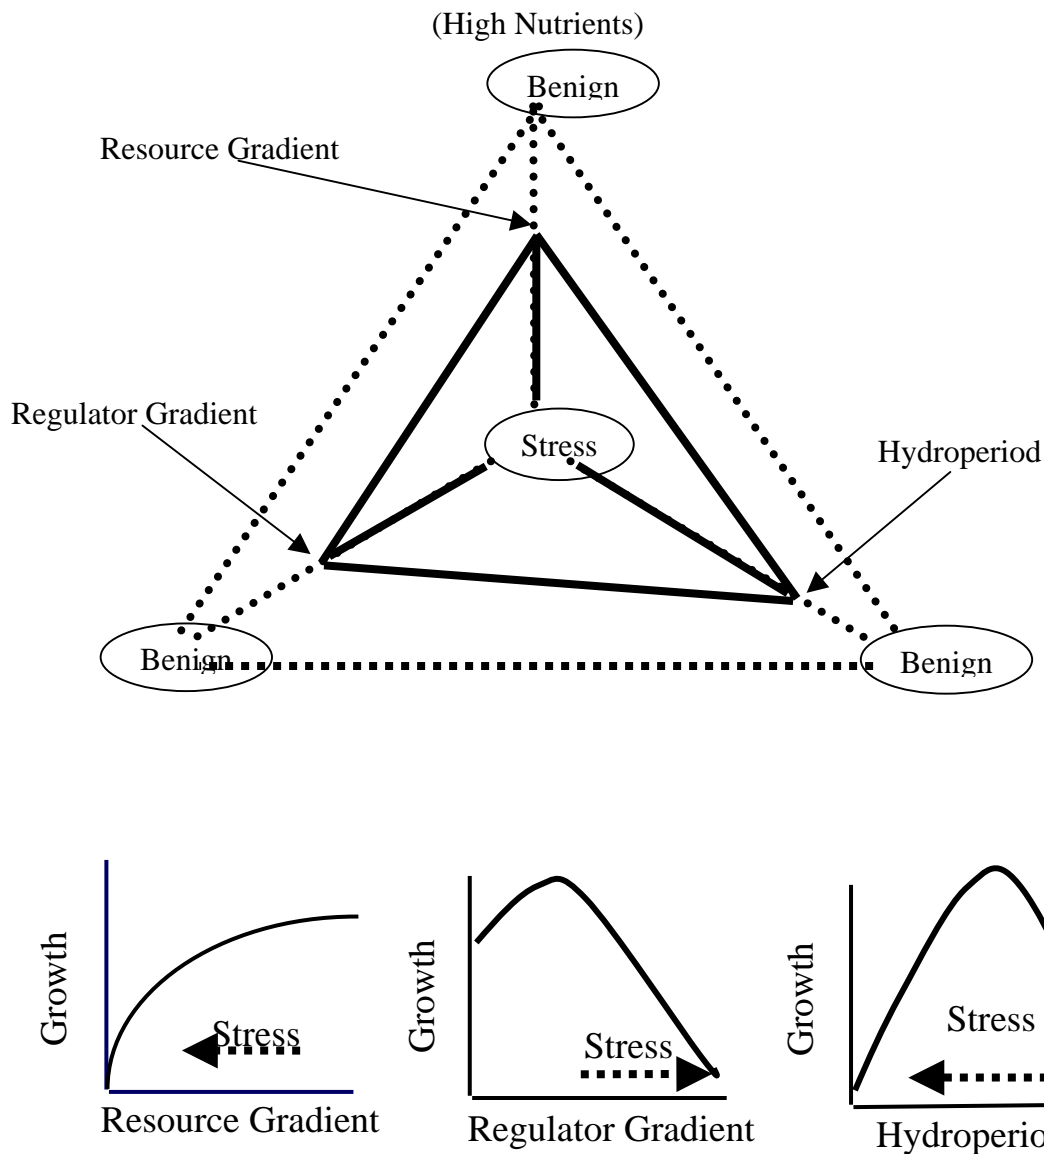 (High Nutrients)
Benign
Resource Gradient
Regulator Gradient
Stress
Hydroperiod
Benign
Benign
Growth
Stress
Resource Gradient
Growth
Stress
Regulator Gradient
Growth
Stress
Hydroperio